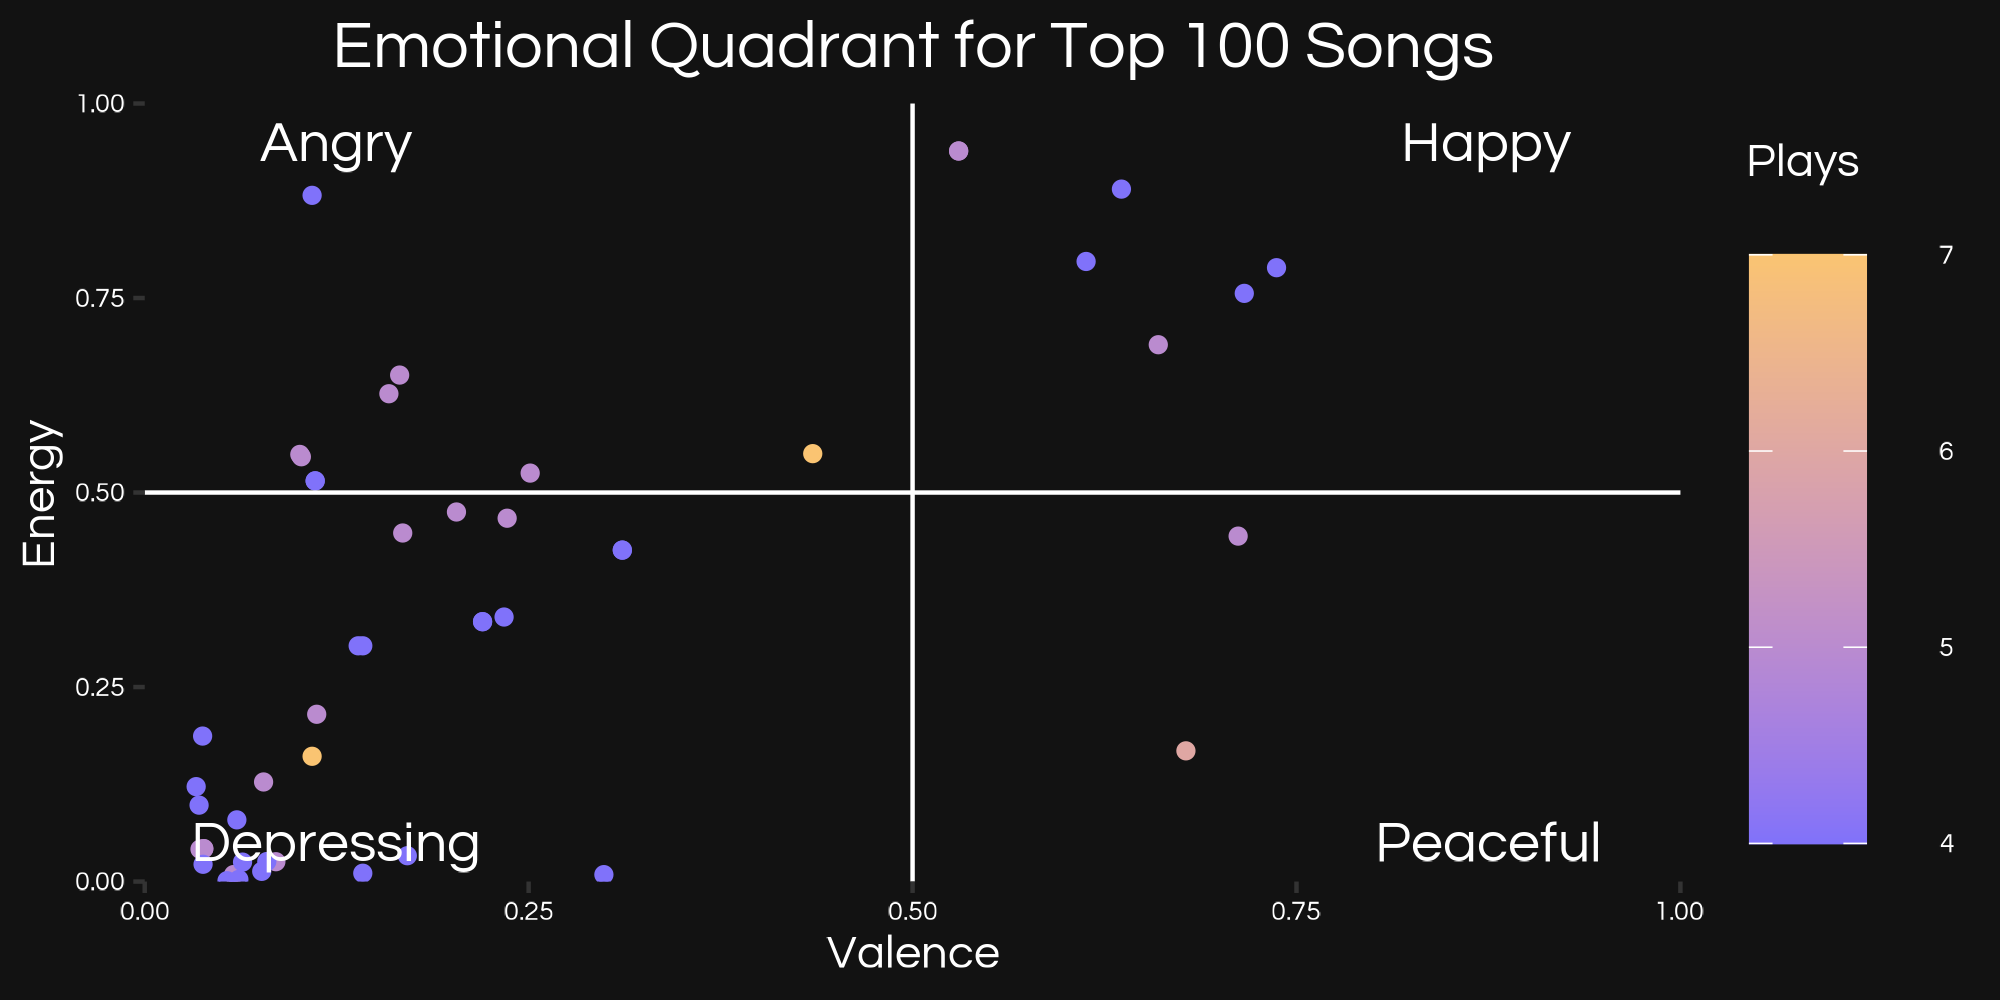 Emotional Quadrant for Top 100 Songs
1.00
Angry
Happy
Plays
7
0.75
6
Energy
0.50
5
0.25
Depressing
Peaceful
4
0.00
0.00 0.25 0.50 0.75 1.00
Valence